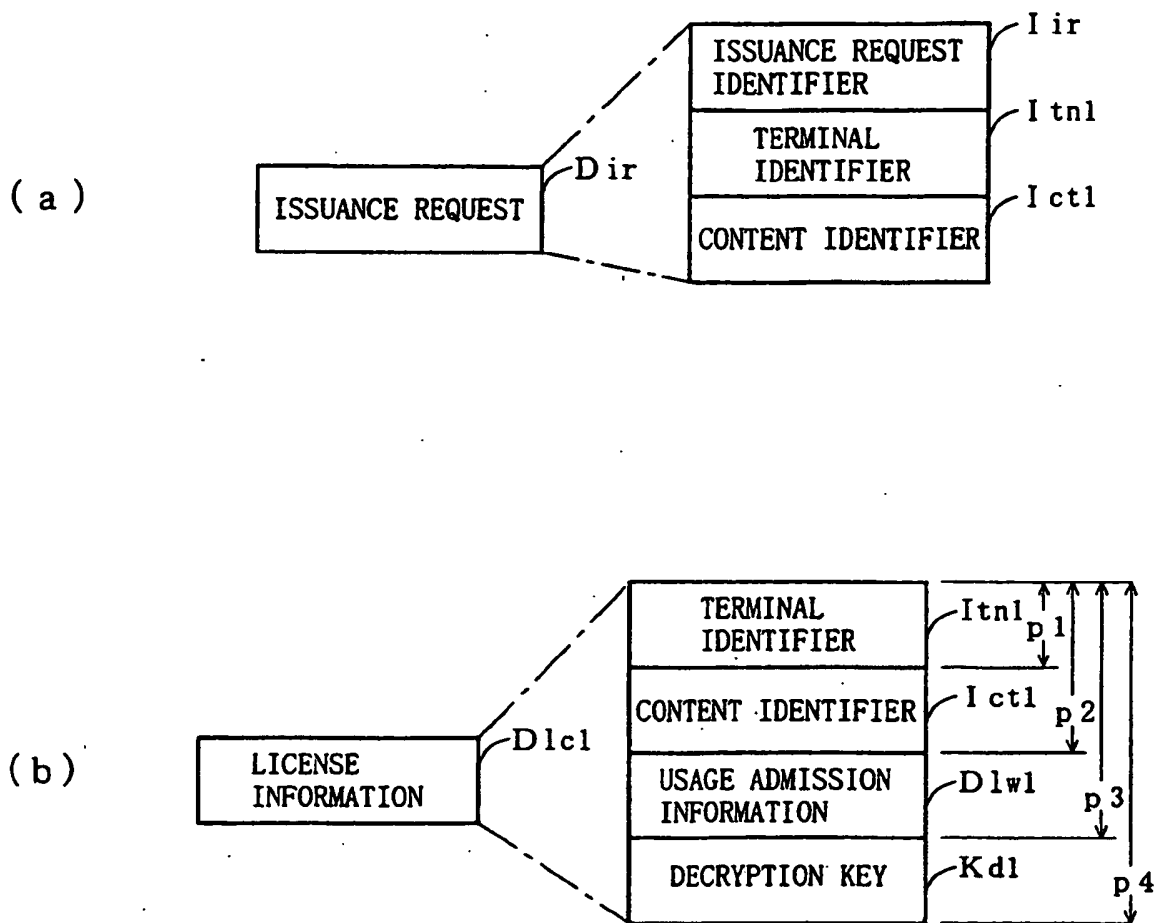 (a)
ISSUANCE REQUEST
Dir
ISSUANCE REQUEST
IDENTIFIER
Iir
TERMINAL
IDENTIFIER
Itn1
CONTENT IDENTIFIER
Ict1
(b)
LICENSE
INFORMATION
Dlc1
TERMINAL
IDENTIFIER
Itn1
p1
CONTENT IDENTIFIER
Ict1
p2
USAGE ADMISSION
INFORMATION
Dlw1
p3
DECRYPTION KEY
Kd1
p4